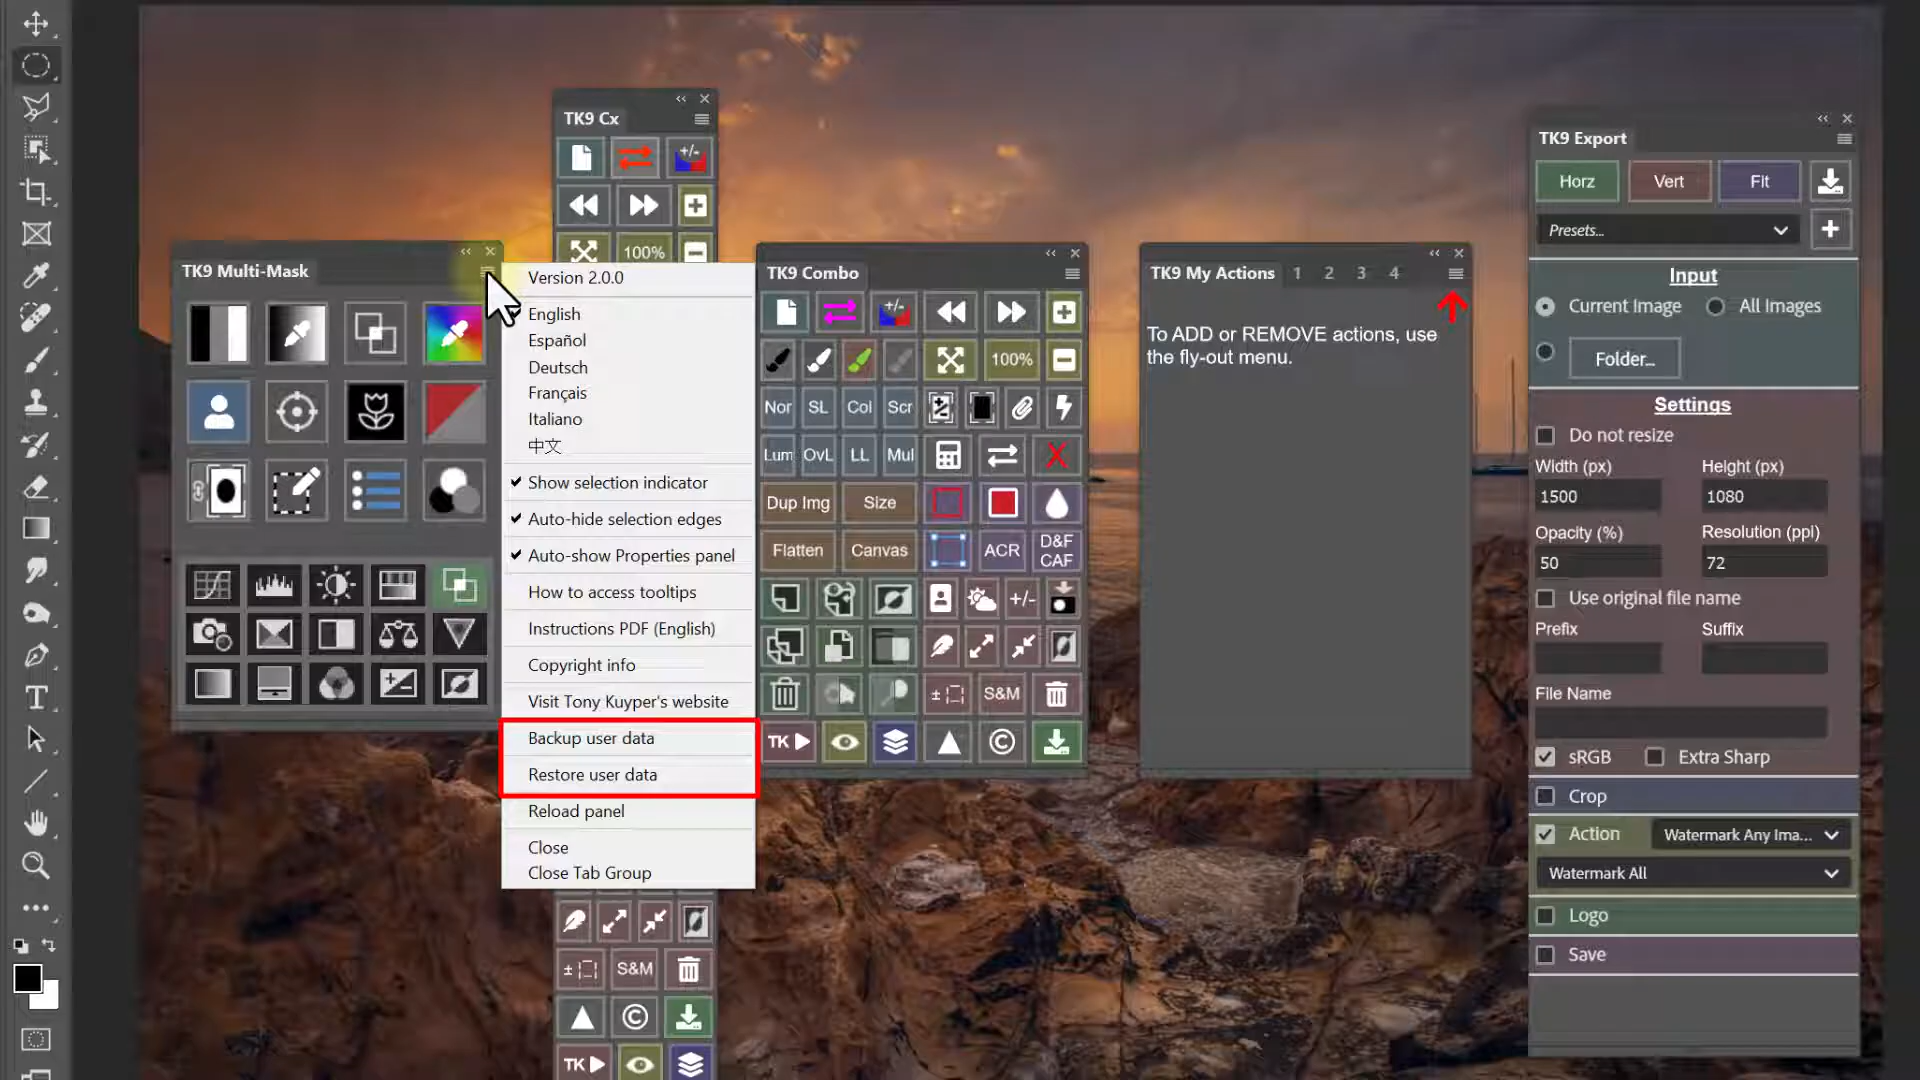 TK9 Cx
+/-
100%
TK9 Multi-Mask
Version 2.0.0
English
Español
Deutsch
Français
Italiano
中文
Show selection indicator
Auto-hide selection edges
Auto-show Properties panel
How to access tooltips
Instructions PDF (English)
Copyright info
Visit Tony Kuyper's website
Backup user data
Restore user data
Reload panel
Close
Close Tab Group
± S&M
©
TK
TK9 Combo
+/-
100%
Nor SL Col Scr
Lum OvL LL Mul
Dup Img Size
Flatten Canvas ACR D&F
CAF
+/-
± S&M
TK ©
TK9 My Actions 1 2 3 4
To ADD or REMOVE actions, use
the fly-out menu.
TK9 Export
Horz Vert Fit
Presets...
Input
Current Image All Images
Folder...
Settings
Do not resize
Width (px) Height (px)
1500 1080
Opacity (%) Resolution (ppi)
50 72
Use original file name
Prefix Suffix
File Name
sRGB Extra Sharp
Crop
Action Watermark Any Ima...
Watermark All
Logo
Save